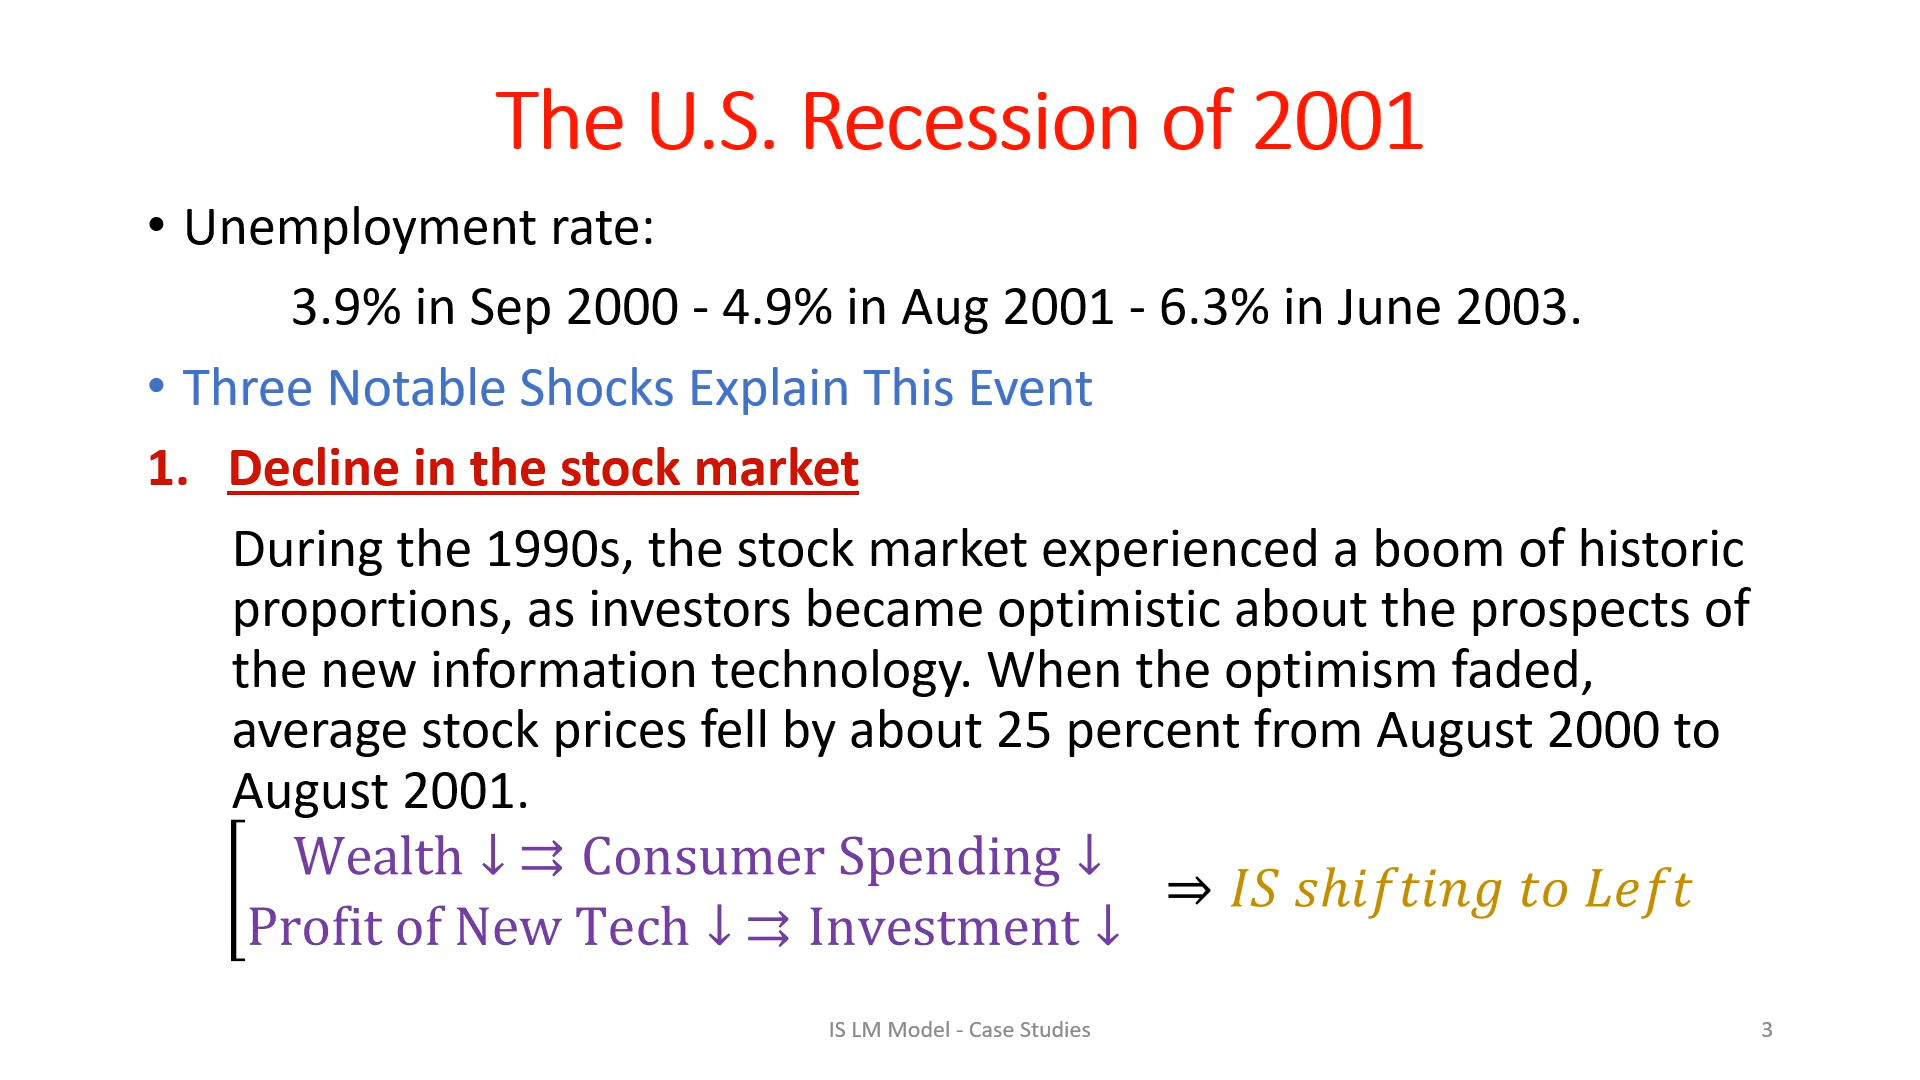 The U.S. Recession of 2001
• Unemployment rate:
3.9% in Sep 2000 - 4.9% in Aug 2001 - 6.3% in June 2003.
• Three Notable Shocks Explain This Event
1. Decline in the stock market
During the 1990s, the stock market experienced a boom of historic
proportions, as investors became optimistic about the prospects of
the new information technology. When the optimism faded,
average stock prices fell by about 25 percent from August 2000 to
August 2001.
Wealth ↓ ⇉ Consumer Spending ↓
Profit of New Tech ↓ ⇉ Investment ↓
⇒ IS shifting to Left
IS LM Model - Case Studies
3